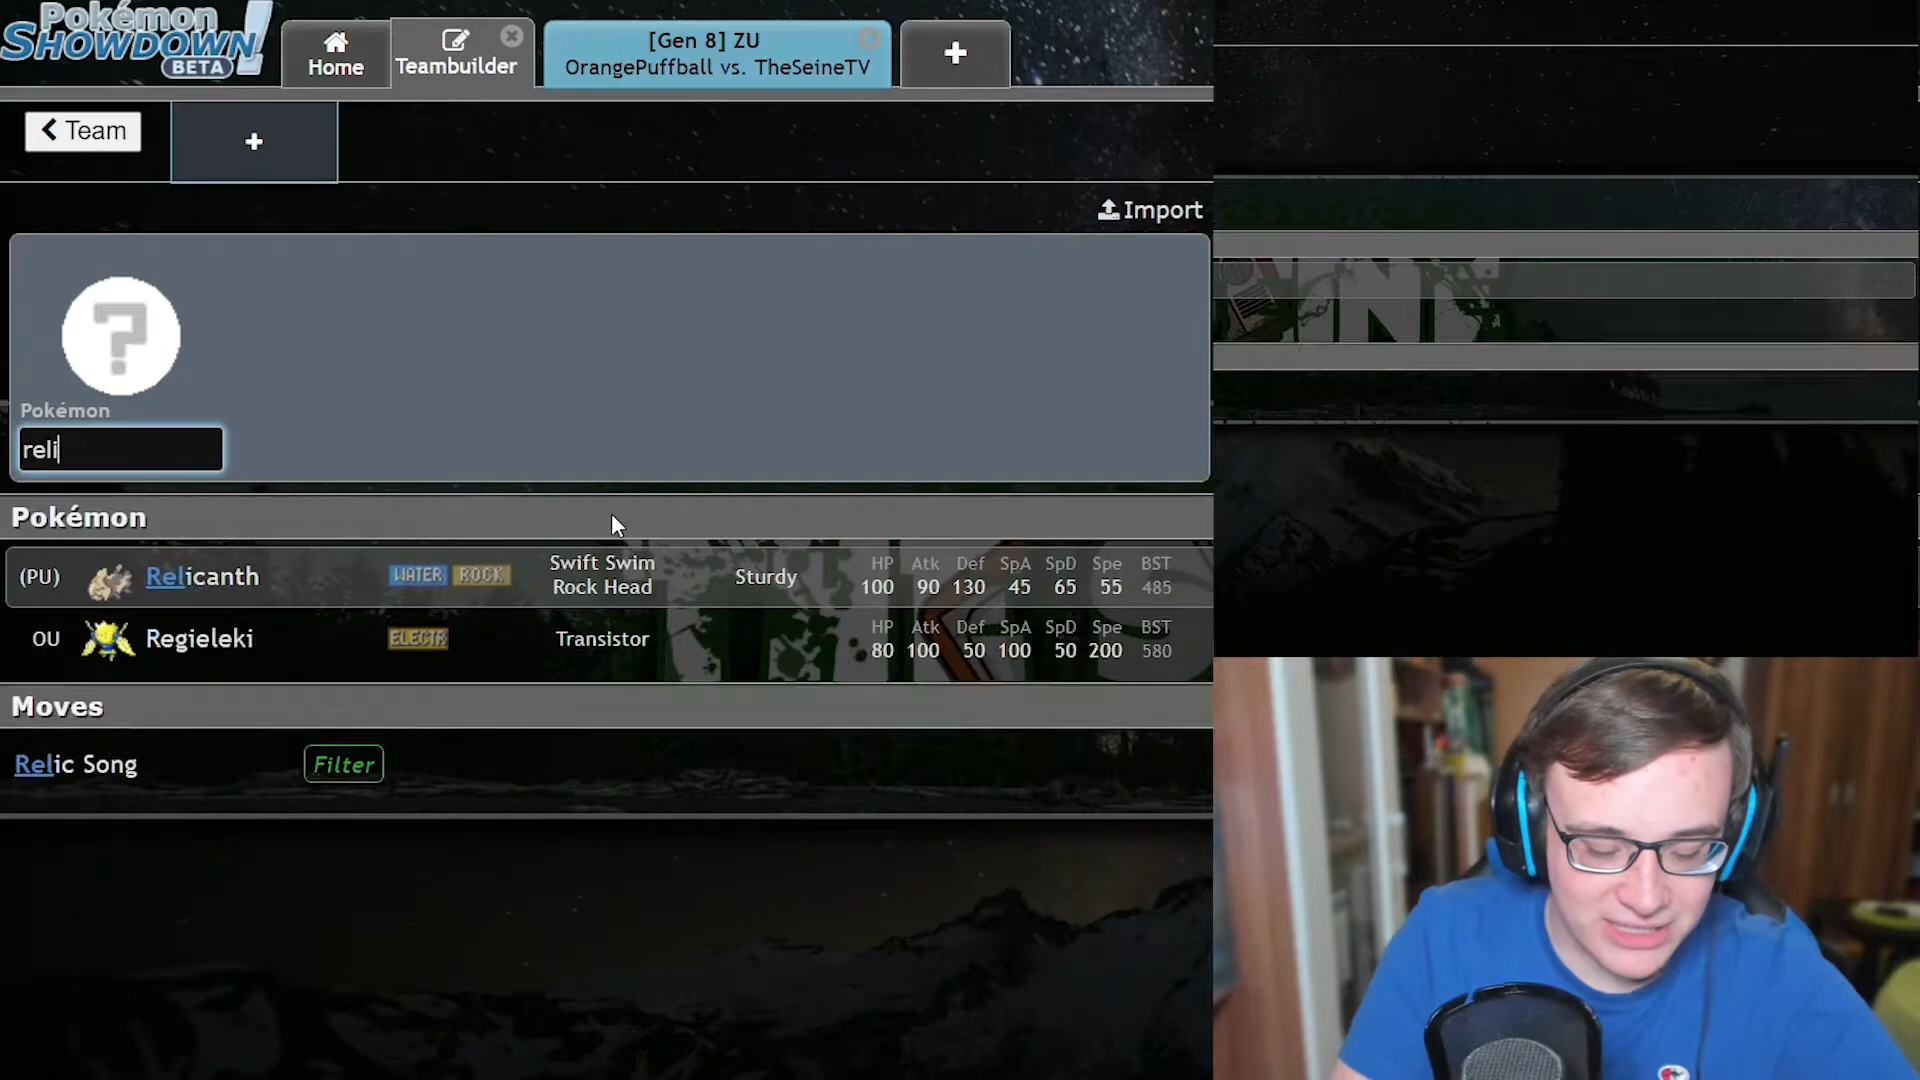 Pokémon
SHOWDOWN!
BETA
Home
Teambuilder
[Gen 8] ZU
OrangePuffball vs. TheSeineTV
Team
Import
Pokémon
reli
Pokémon
(PU) Relicanth WATER ROCK Swift Swim Rock Head Sturdy HP 100 Atk 90 Def 130 SpA 45 SpD 65 Spe 55 BST 485
OU Regieleki ELECTR Transistor HP 80 Atk 100 Def 50 SpA 100 SpD 50 Spe 200 BST 580
Moves
Relic Song Filter